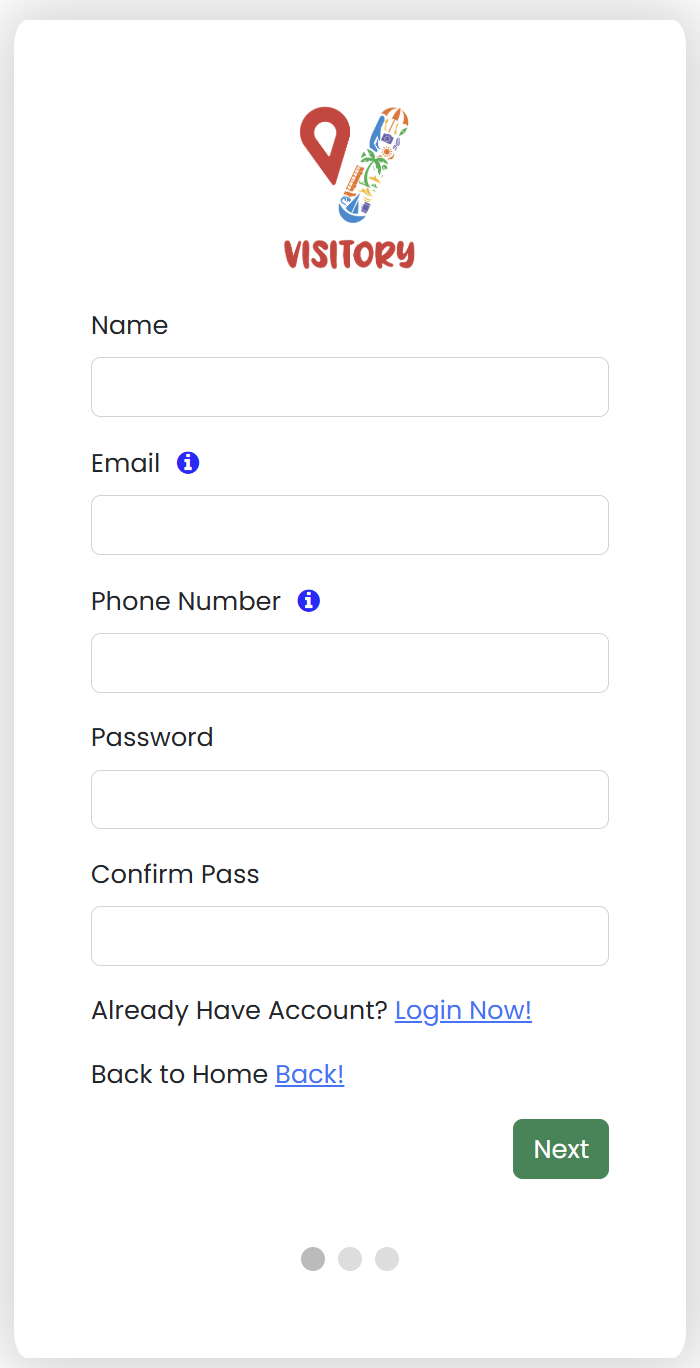 VISITORY
Name
Email
Phone Number
Password
Confirm Pass
Already Have Account? Login Now!
Back to Home Back!
Next